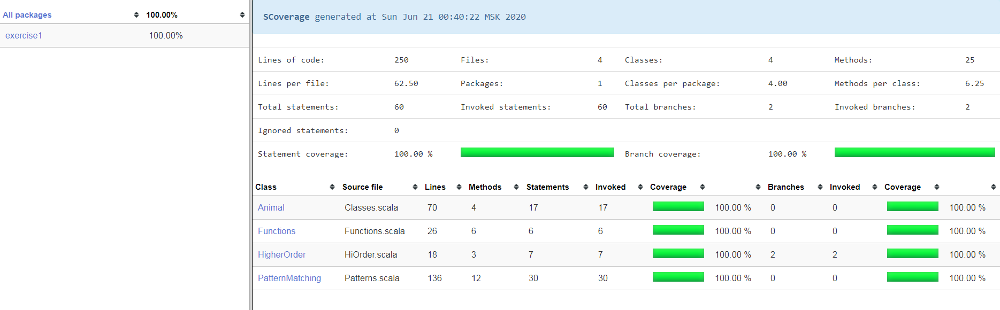 All packages 100.00%
exercise1 100.00%
SCoverage generated at Sun Jun 21 00:40:22 MSK 2020
Lines of code: 250 Files: 4 Classes: 4 Methods: 25
Lines per file: 62.50 Packages: 1 Classes per package: 4.00 Methods per class: 6.25
Total statements: 60 Invoked statements: 60 Total branches: 2 Invoked branches: 2
Ignored statements: 0
Statement coverage: 100.00 % Branch coverage: 100.00 %
Class Source file Lines Methods Statements Invoked Coverage Branches Invoked Coverage
Animal Classes.scala 70 4 17 17 100.00 % 0 0 100.00 %
Functions Functions.scala 26 6 6 6 100.00 % 0 0 100.00 %
HigherOrder HiOrder.scala 18 3 7 7 100.00 % 2 2 100.00 %
PatternMatching Patterns.scala 136 12 30 30 100.00 % 0 0 100.00 %